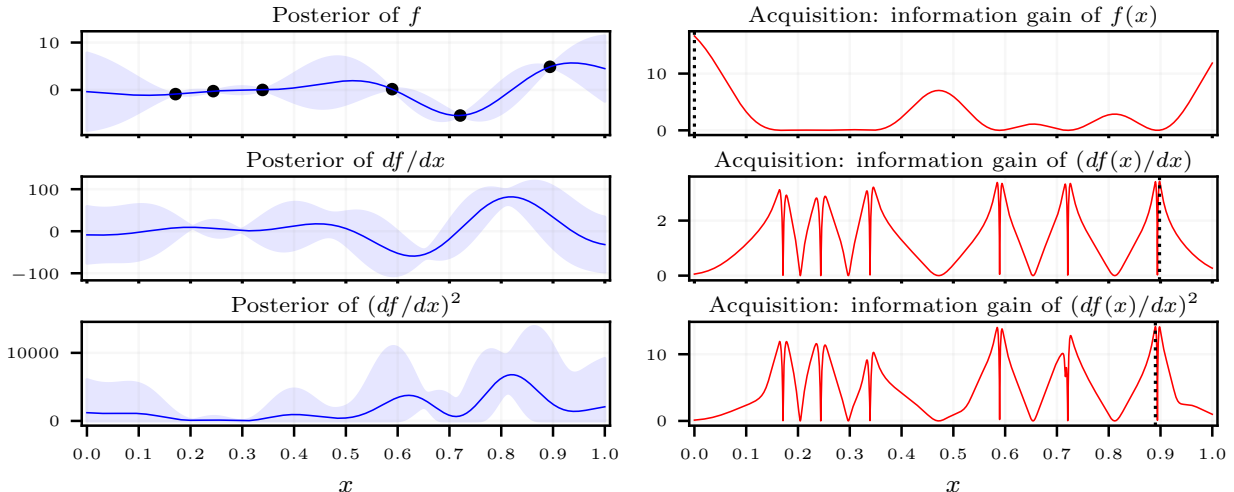 Posterior of f
10
0
Acquisition: information gain of f(x)
10
0
Posterior of df/dx
100
0
−100
Acquisition: information gain of (df(x)/dx)
2
0
Posterior of (df/dx)²
10000
0
0.0 0.1 0.2 0.3 0.4 0.5 0.6 0.7 0.8 0.9 1.0
x
Acquisition: information gain of (df(x)/dx)²
10
0
0.0 0.1 0.2 0.3 0.4 0.5 0.6 0.7 0.8 0.9 1.0
x